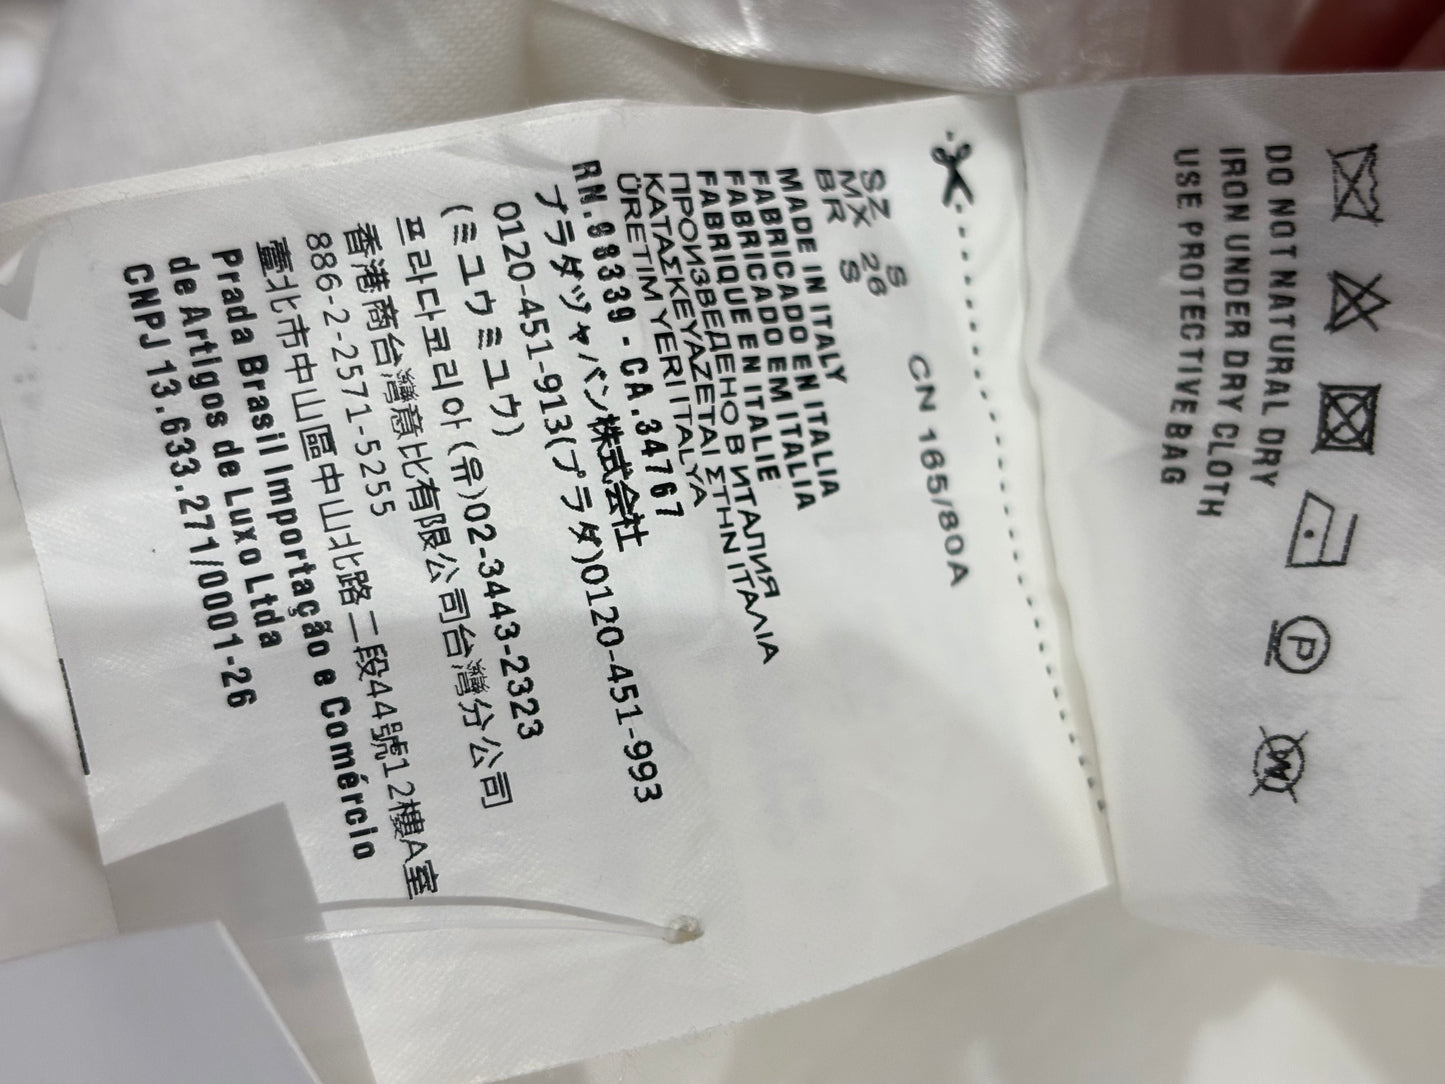 DO NOT NATURAL DRY
IRON UNDER DRY CLOTH
USE PROTECTIVE BAG
CN 165/80A
SZ S
MX 26
BR S
MADE IN ITALY
FABRICADO EN ITALIA
FABRICADO EM ITALIA
FABRIQUE EN ITALIE
ПРОИЗВЕДЕНО В ИТАЛИЯ
ΚΑΤΑΣΚΕΥΑΖΕΤΑΙ ΣΤΗΝ ΙΤΑΛΙΑ
ÜRETIM YERI ITALYA
RN.98339 - CA.34767
プラダジャパン株式会社
0120-451-913(プラダ)0120-451-993
(ミュウミュウ)
프라다코리아(유)02-3443-2323
香港商台灣薏比有限公司台灣分公司
886-2-2571-5255
臺北市中山區中山北路二段44號12樓A室
Prada Brasil Importação e Comércio
de Artigos de Luxo Ltda
CNPJ 13.633.271/0001-26